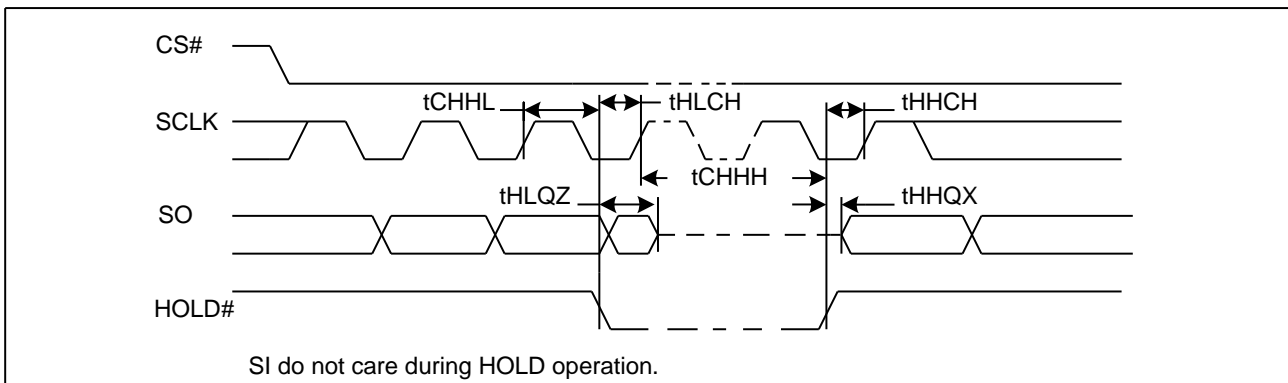 CS#
tCHHL
tHLCH
tHHCH
SCLK
tCHHH
tHLQZ
tHHQX
SO
HOLD#
SI do not care during HOLD operation.